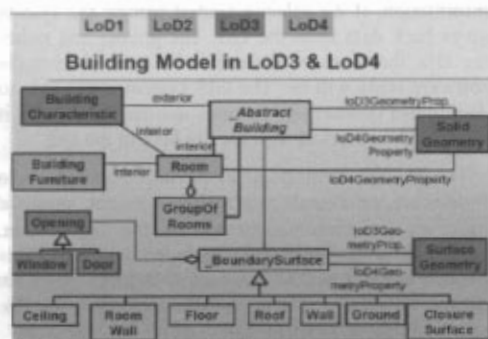 LoD1 LoD2 LoD3 LoD4
Building Model in LoD3 & LoD4
Building
Characteristic
exterior
_Abstract
Building
loD3GeometryProp.
interior
interior
loD4Geometry
Property
Solid
Geometry
Building
Furniture
interior
Room
loD4GeometryProperty
GroupOf
Rooms
Opening
loD3Geo-
metryProp.
Window
Door
_BoundarySurface
loD4Geo-
metryProperty
Surface
Geometry
Ceiling
Room
Wall
Floor
Roof
Wall
Ground
Closure
Surface